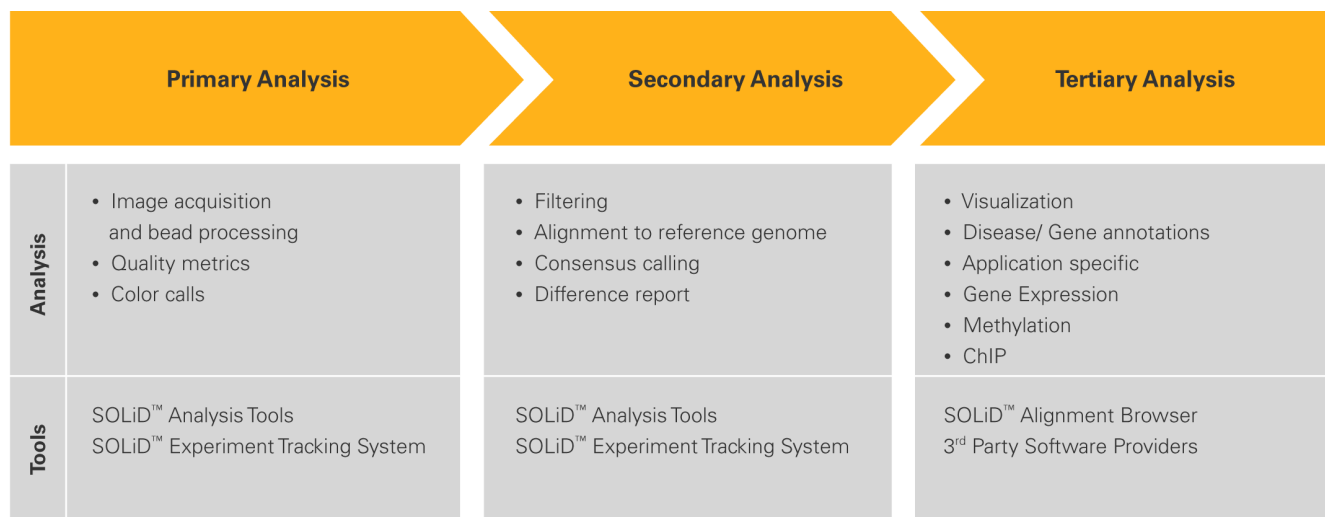 Primary Analysis
Secondary Analysis
Tertiary Analysis
Analysis
• Image acquisition
and bead processing
• Quality metrics
• Color calls
• Filtering
• Alignment to reference genome
• Consensus calling
• Difference report
• Visualization
• Disease/ Gene annotations
• Application specific
• Gene Expression
• Methylation
• ChIP
Tools
SOLiD™ Analysis Tools
SOLiD™ Experiment Tracking System
SOLiD™ Analysis Tools
SOLiD™ Experiment Tracking System
SOLiD™ Alignment Browser
3rd Party Software Providers